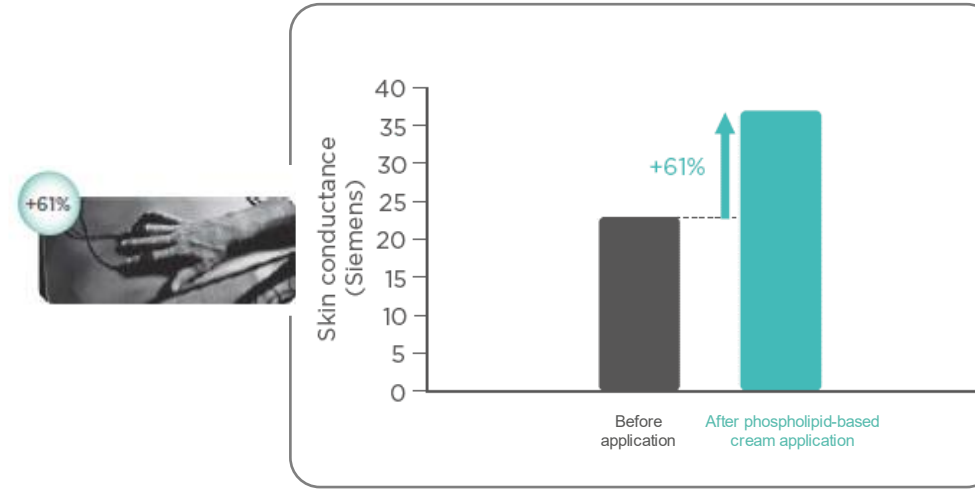 +61%
Skin conductance
(Siemens)
40
35
30
25
20
15
10
5
0
+61%
Before
application
After phospholipid-based
cream application